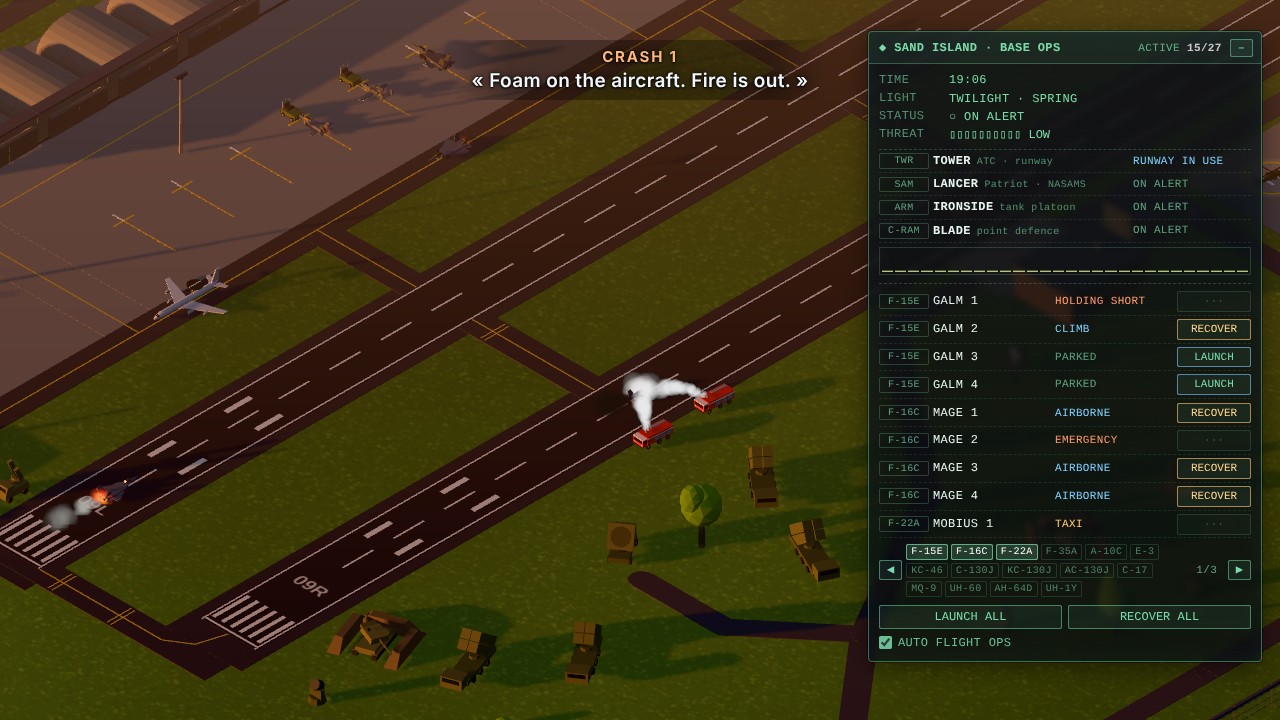 CRASH 1
« Foam on the aircraft. Fire is out. »
09R
◆ SAND ISLAND · BASE OPS ACTIVE 15/27 –
TIME 19:06
LIGHT TWILIGHT · SPRING
STATUS ○ ON ALERT
THREAT ▯▯▯▯▯▯▯▯▯▯ LOW
TWR TOWER ATC · runway RUNWAY IN USE
SAM LANCER Patriot · NASAMS ON ALERT
ARM IRONSIDE tank platoon ON ALERT
C-RAM BLADE point defence ON ALERT
F-15E GALM 1 HOLDING SHORT ···
F-15E GALM 2 CLIMB RECOVER
F-15E GALM 3 PARKED LAUNCH
F-15E GALM 4 PARKED LAUNCH
F-16C MAGE 1 AIRBORNE RECOVER
F-16C MAGE 2 EMERGENCY ···
F-16C MAGE 3 AIRBORNE RECOVER
F-16C MAGE 4 AIRBORNE RECOVER
F-22A MOBIUS 1 TAXI ···
F-15E F-16C F-22A F-35A A-10C E-3
◀ KC-46 C-130J KC-130J AC-130J C-17 1/3 ▶
MQ-9 UH-60 AH-64D UH-1Y
LAUNCH ALL RECOVER ALL
AUTO FLIGHT OPS